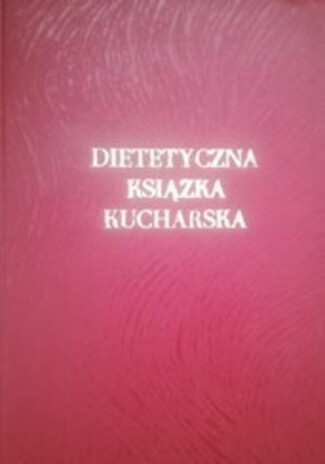 DIETETYCZNA
KSIĄZKA
KUCHARSKA